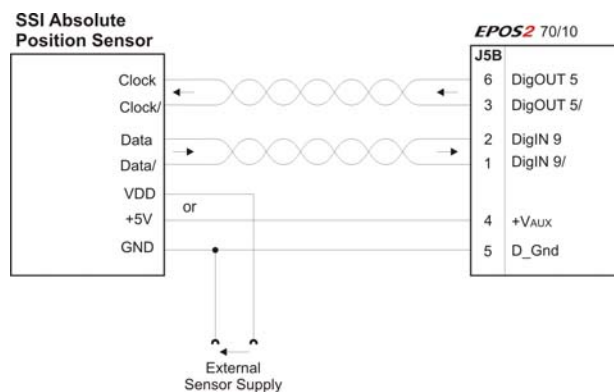 SSI Absolute
Position Sensor
EPOS2 70/10
J5B
Clock
6 DigOUT 5
Clock/
3 DigOUT 5/
Data
2 DigIN 9
Data/
1 DigIN 9/
VDD
or
+5V
4 +VAUX
GND
5 D_Gnd
External
Sensor Supply